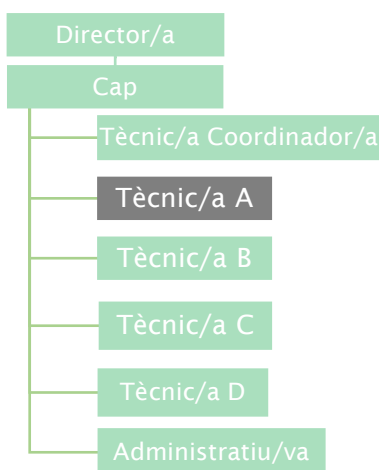 Director/a
Cap
Tècnic/a Coordinador/a
Tècnic/a A
Tècnic/a B
Tècnic/a C
Tècnic/a D
Administratiu/va